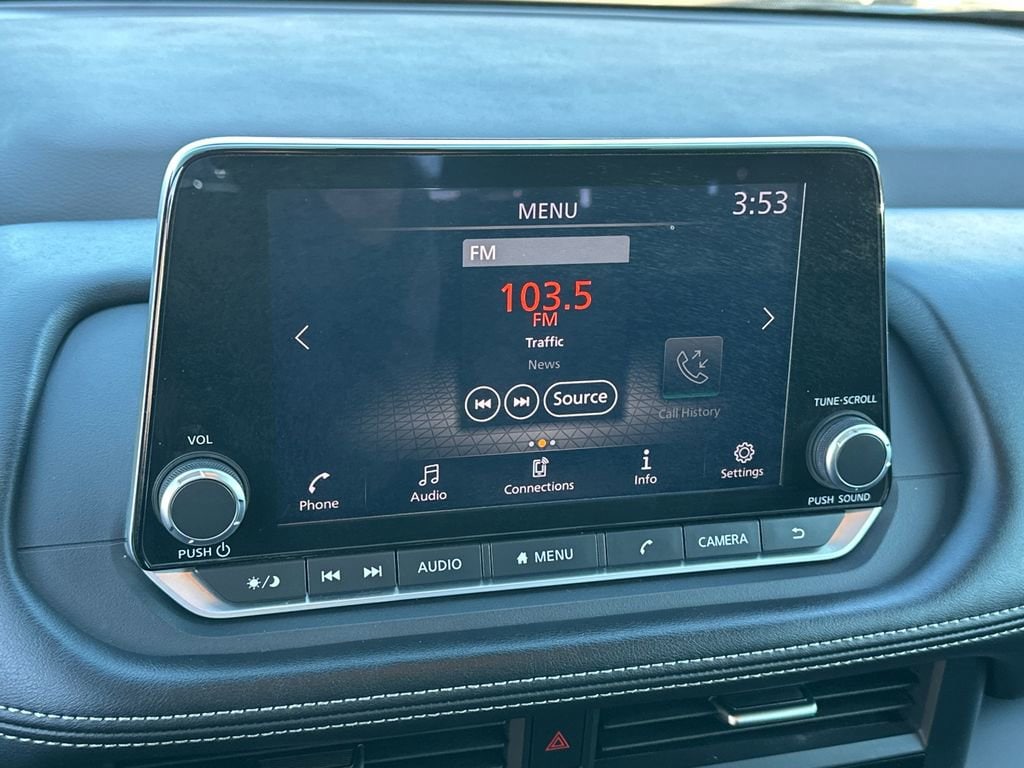 MENU
3:53
FM
103.5
FM
Traffic
News
Source
Call History
Phone
Audio
Connections
Info
Settings
VOL
PUSH
TUNE·SCROLL
PUSH SOUND
AUDIO
MENU
CAMERA